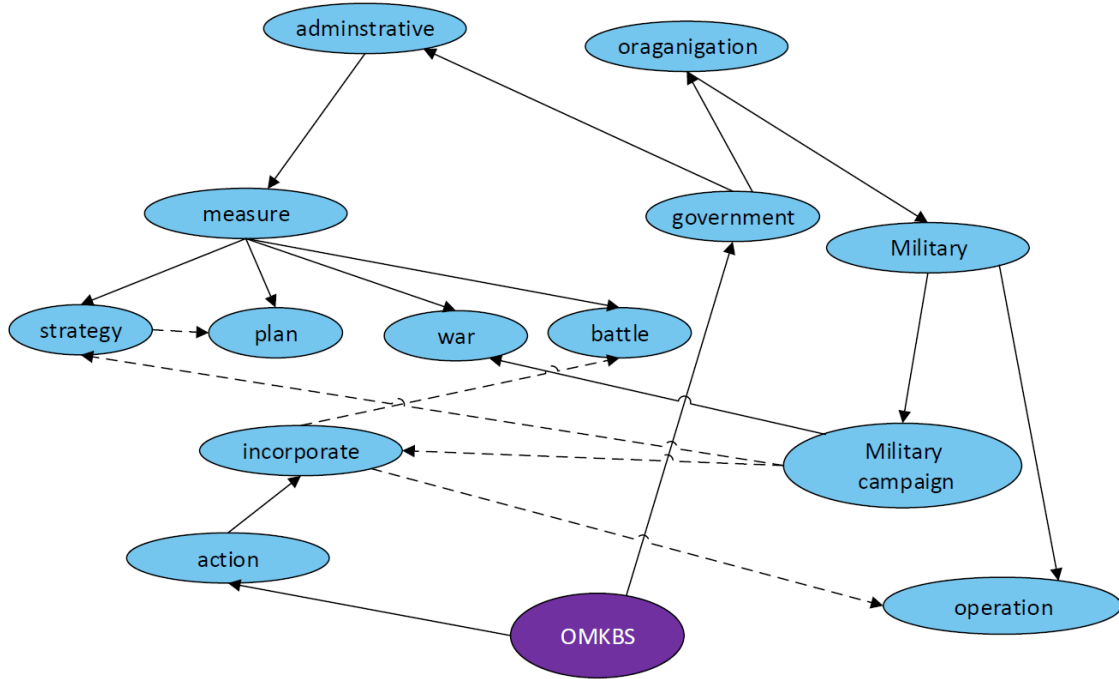 adminstrative
oraganigation
measure
government
Military
strategy
plan
war
battle
incorporate
Military
campaign
action
operation
OMKBS